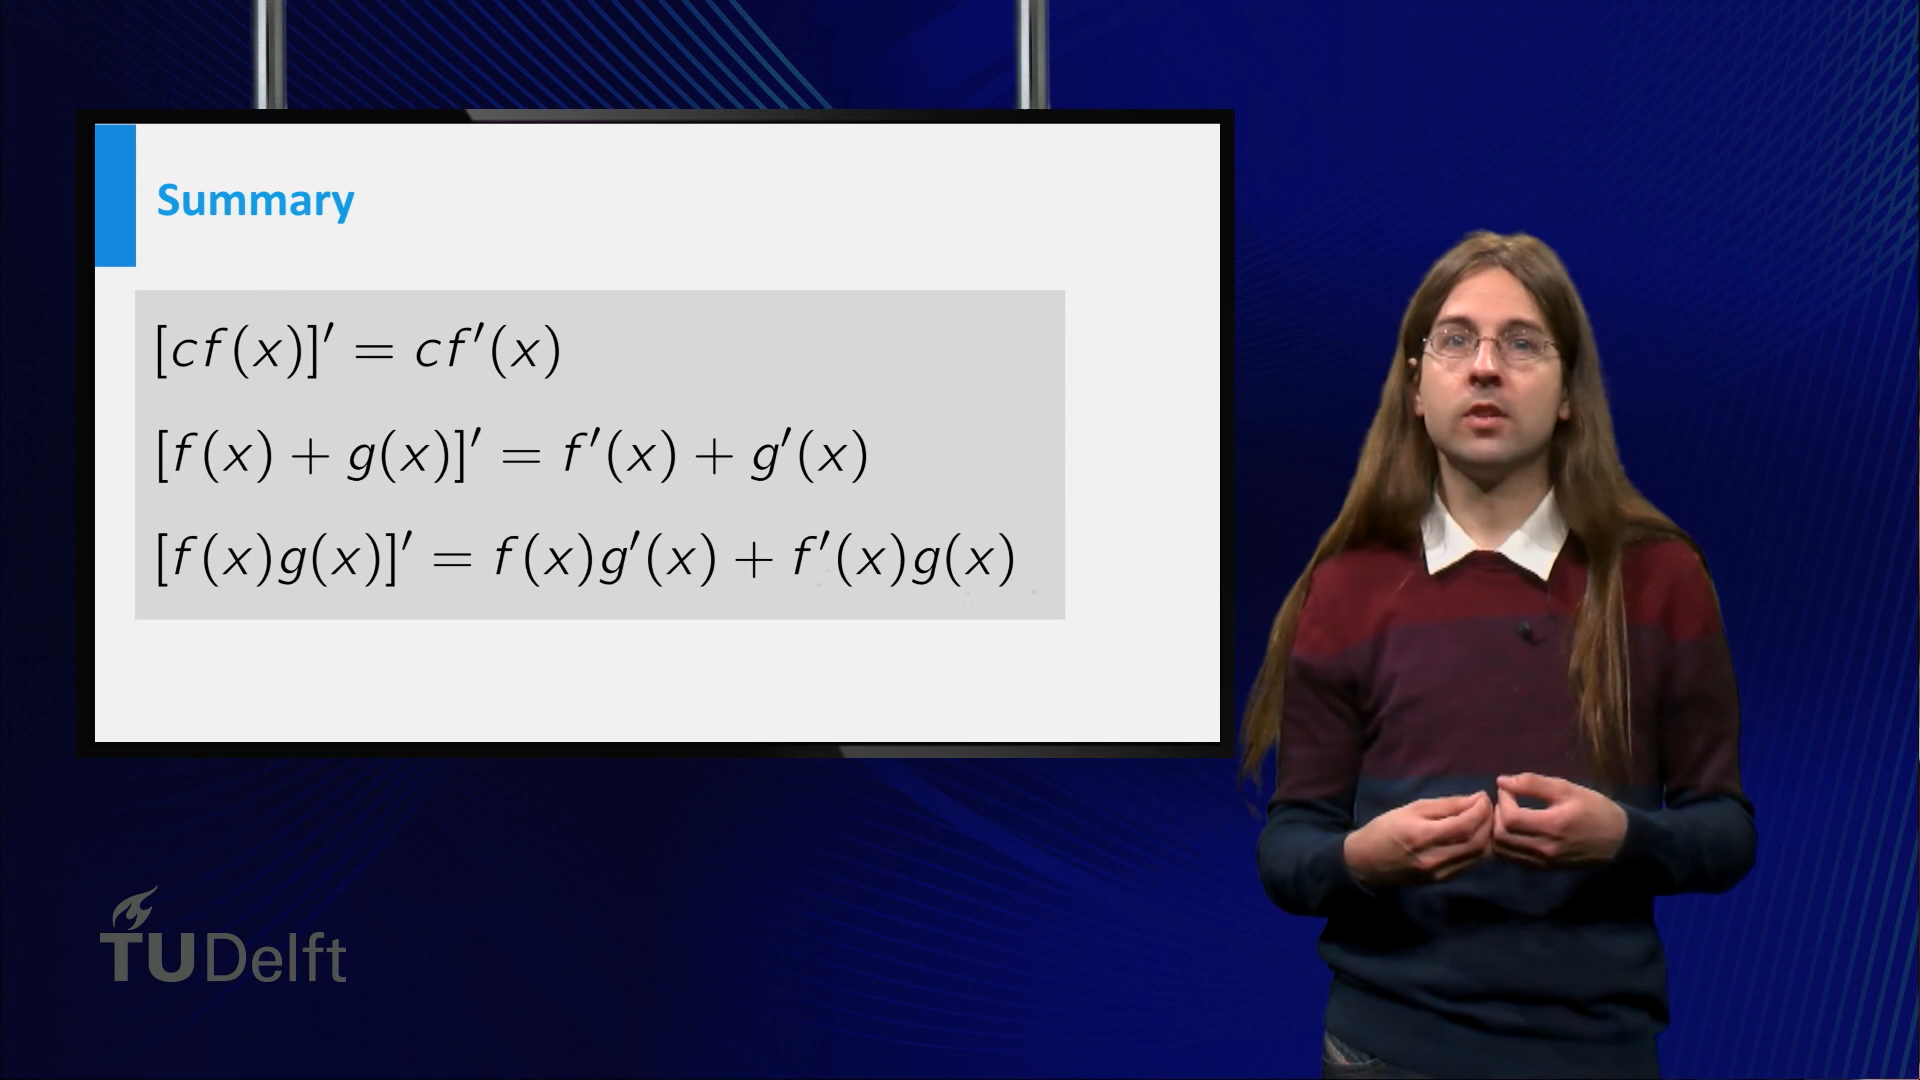 Summary
[cf(x)]′ = cf′(x)
[f(x) + g(x)]′ = f′(x) + g′(x)
[f(x)g(x)]′ = f(x)g′(x) + f′(x)g(x)
TUDelft